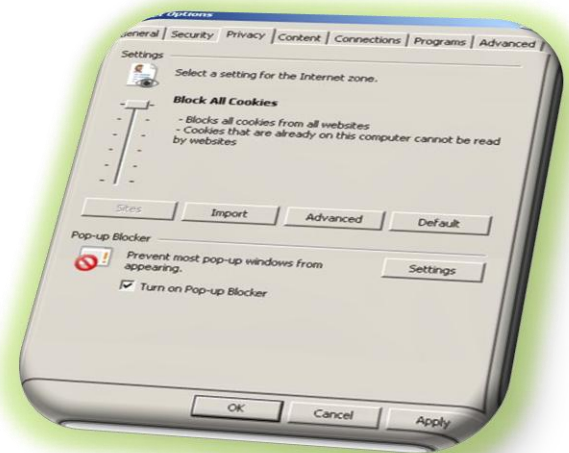 Options
General Security Privacy Content Connections Programs Advanced
Settings
Select a setting for the Internet zone.
Block All Cookies
- Blocks all cookies from all websites
- Cookies that are already on this computer cannot be read
by websites
Sites Import Advanced Default
Pop-up Blocker
Prevent most pop-up windows from
appearing.
Settings
Turn on Pop-up Blocker
OK Cancel Apply